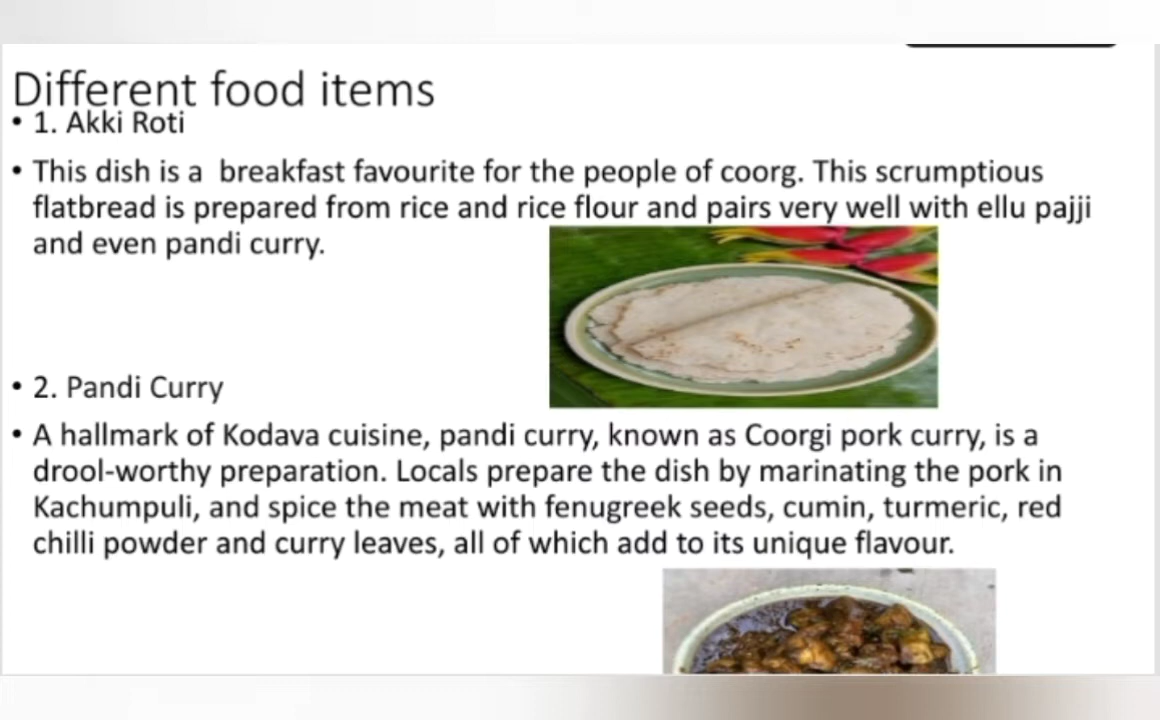 Different food items
• 1. Akki Roti
• This dish is a  breakfast favourite for the people of coorg. This scrumptious
flatbread is prepared from rice and rice flour and pairs very well with ellu pajji
and even pandi curry.
• 2. Pandi Curry
• A hallmark of Kodava cuisine, pandi curry, known as Coorgi pork curry, is a
drool-worthy preparation. Locals prepare the dish by marinating the pork in
Kachumpuli, and spice the meat with fenugreek seeds, cumin, turmeric, red
chilli powder and curry leaves, all of which add to its unique flavour.